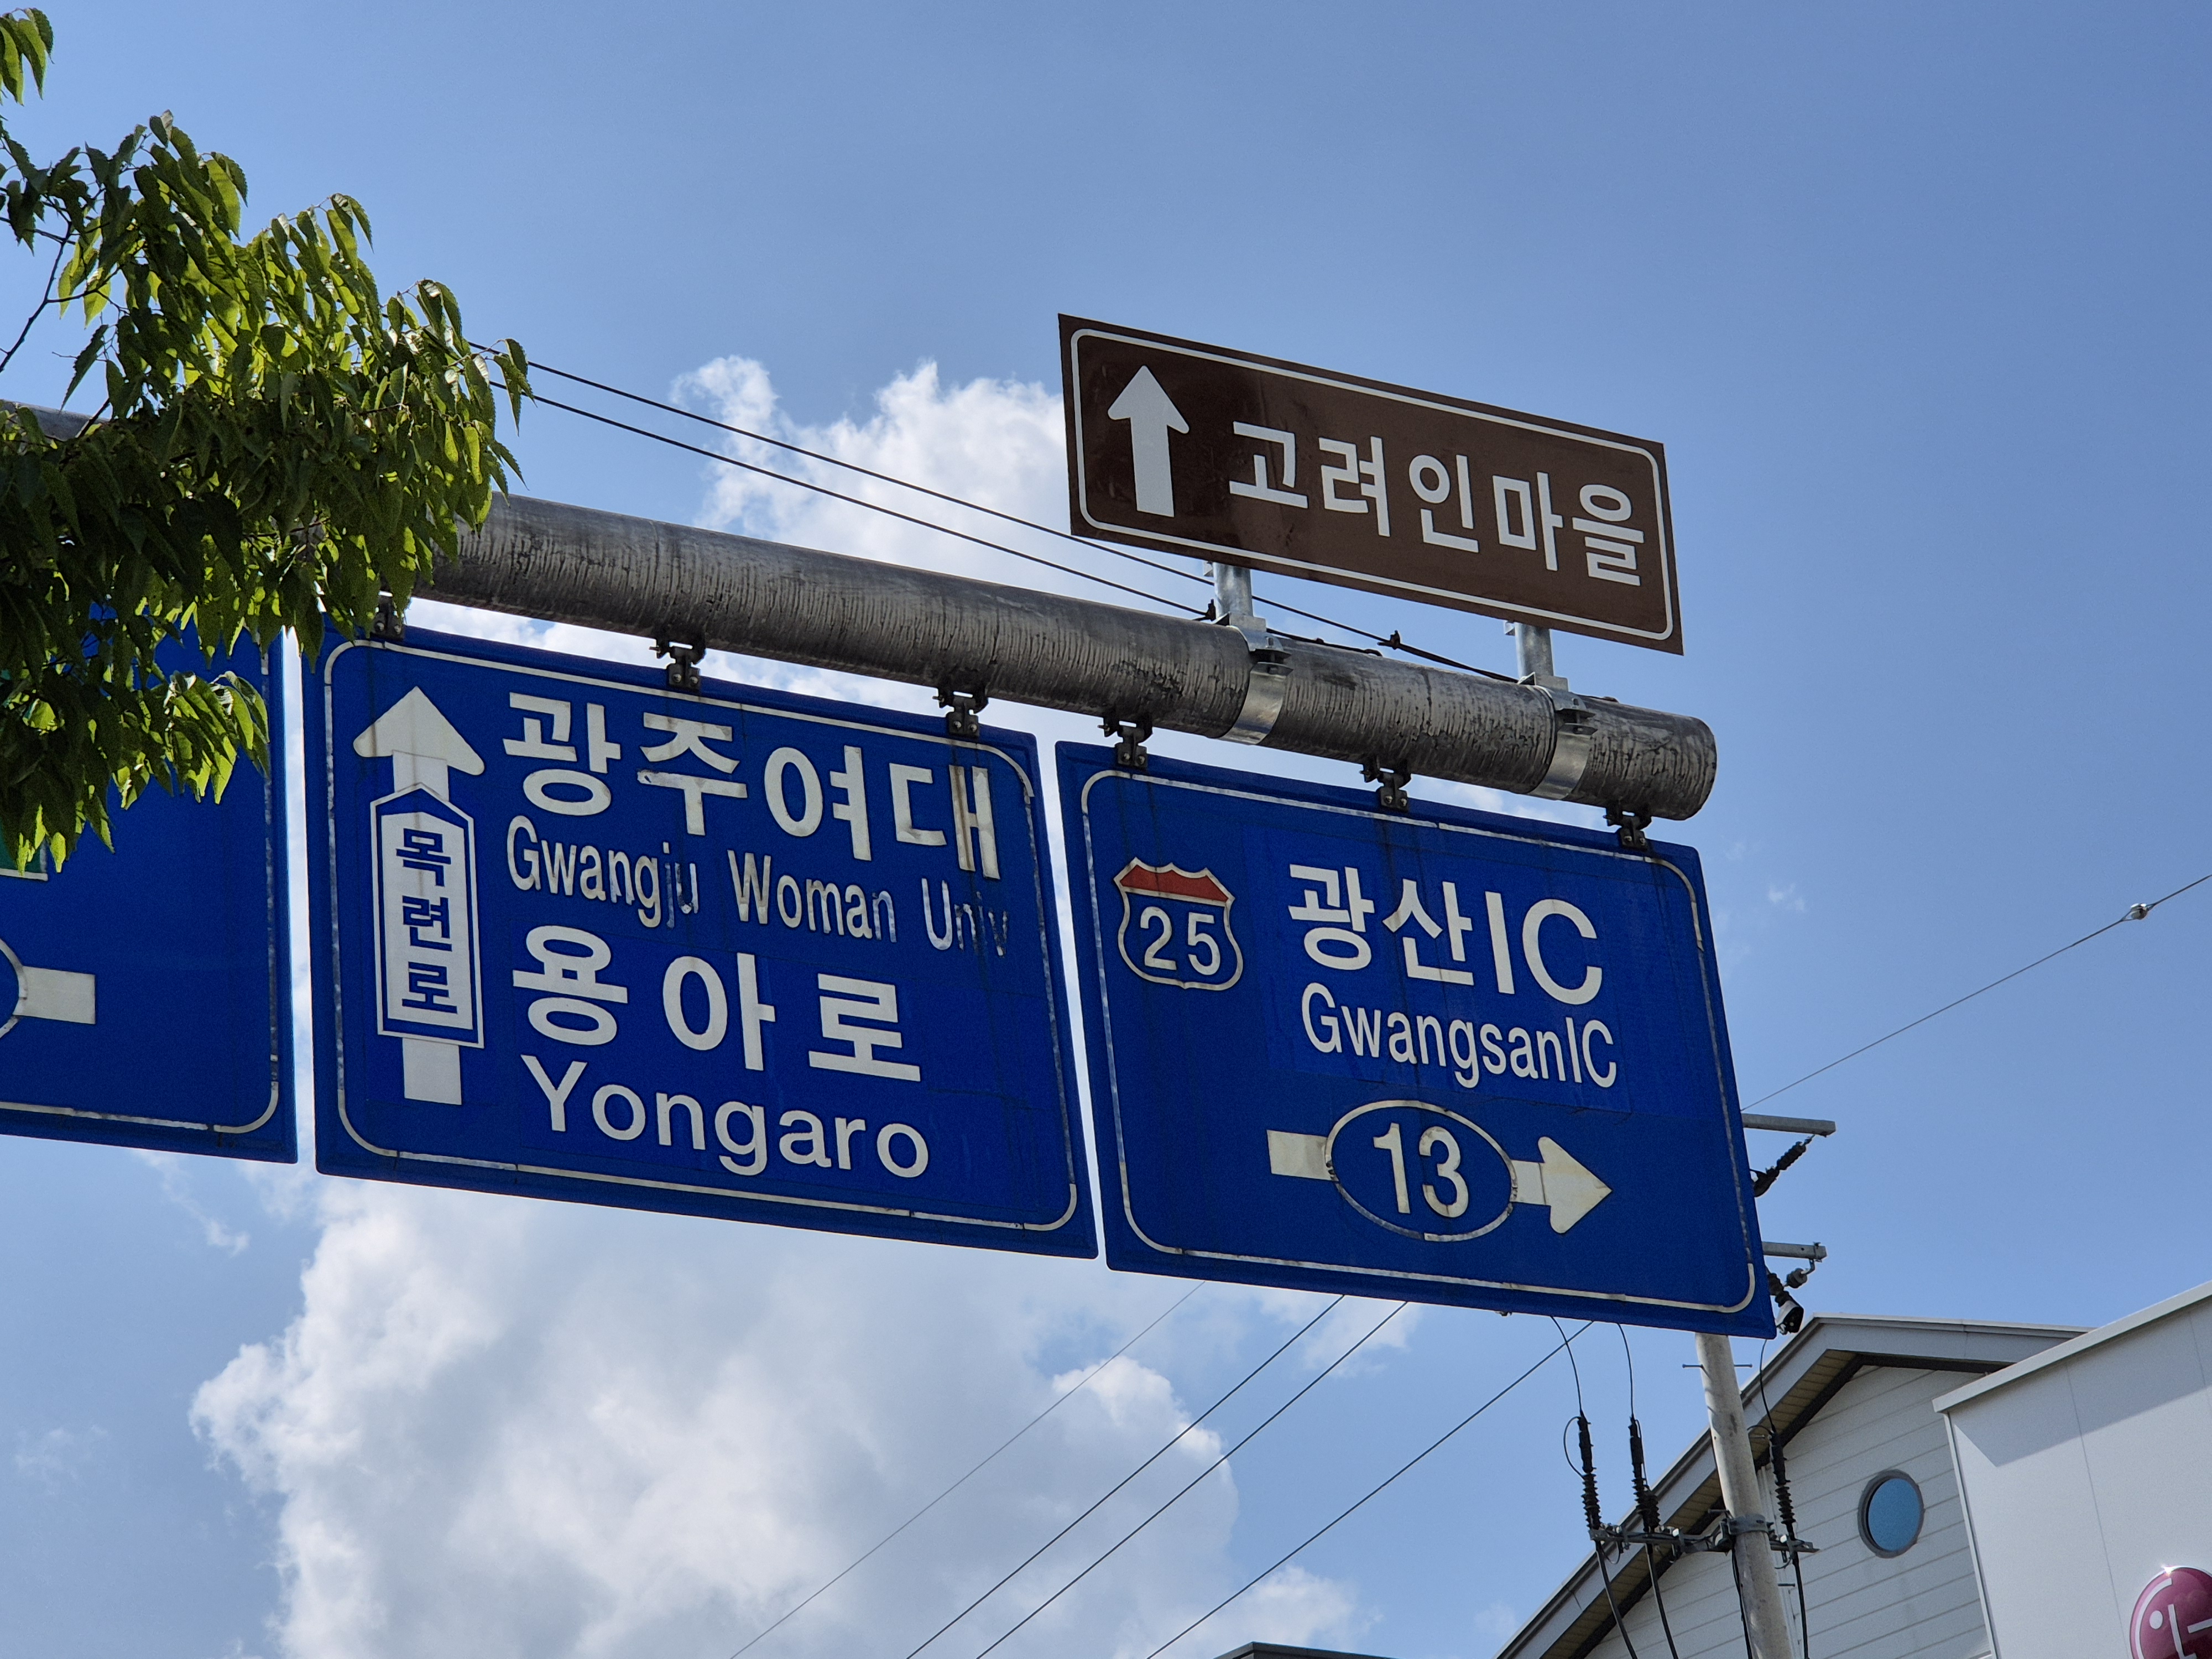 고려인마을
광주여대
Gwangju Woman Univ
용아로
Yongaro
목련로
25
광산IC
GwangsanIC
13